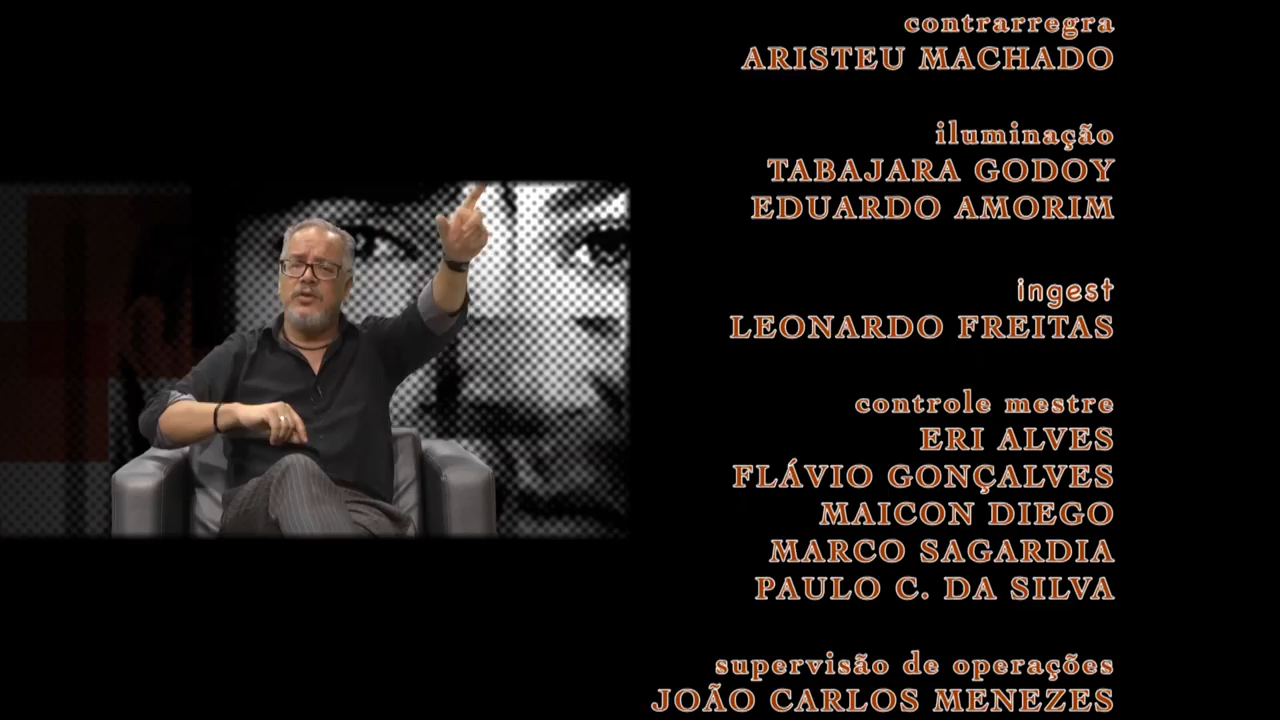 contrarregra
ARISTEU MACHADO
iluminação
TABAJARA GODOY
EDUARDO AMORIM
ingest
LEONARDO FREITAS
controle mestre
ERI ALVES
FLÁVIO GONÇALVES
MAICON DIEGO
MARCO SAGARDIA
PAULO C. DA SILVA
supervisão de operações
JOÃO CARLOS MENEZES